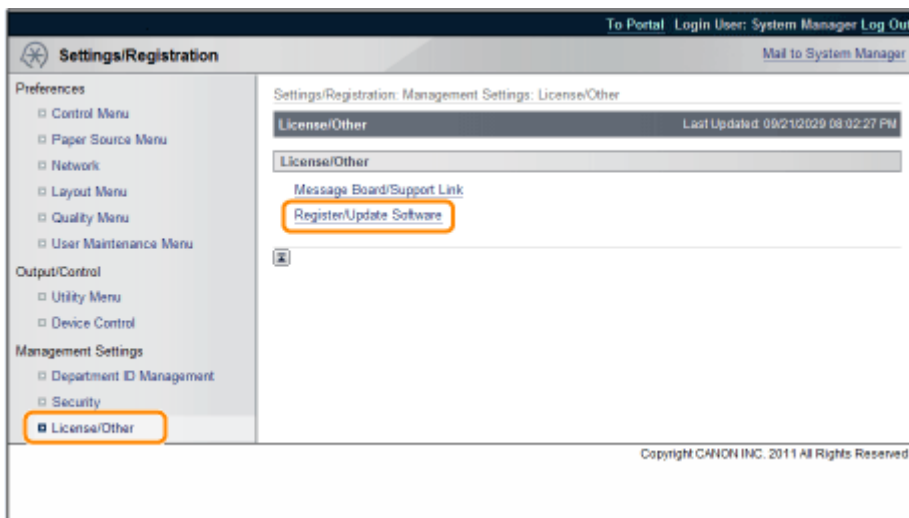 To Portal Login User: System Manager Log Out
Settings/Registration
Mail to System Manager
Preferences
Control Menu
Paper Source Menu
Network
Layout Menu
Quality Menu
User Maintenance Menu
Output/Control
Utility Menu
Device Control
Management Settings
Department ID Management
Security
License/Other
Settings/Registration: Management Settings: License/Other
License/Other Last Updated: 09/21/2029 08:02:27 PM
License/Other
Message Board/Support Link
Register/Update Software
Copyright CANON INC. 2011 All Rights Reserved